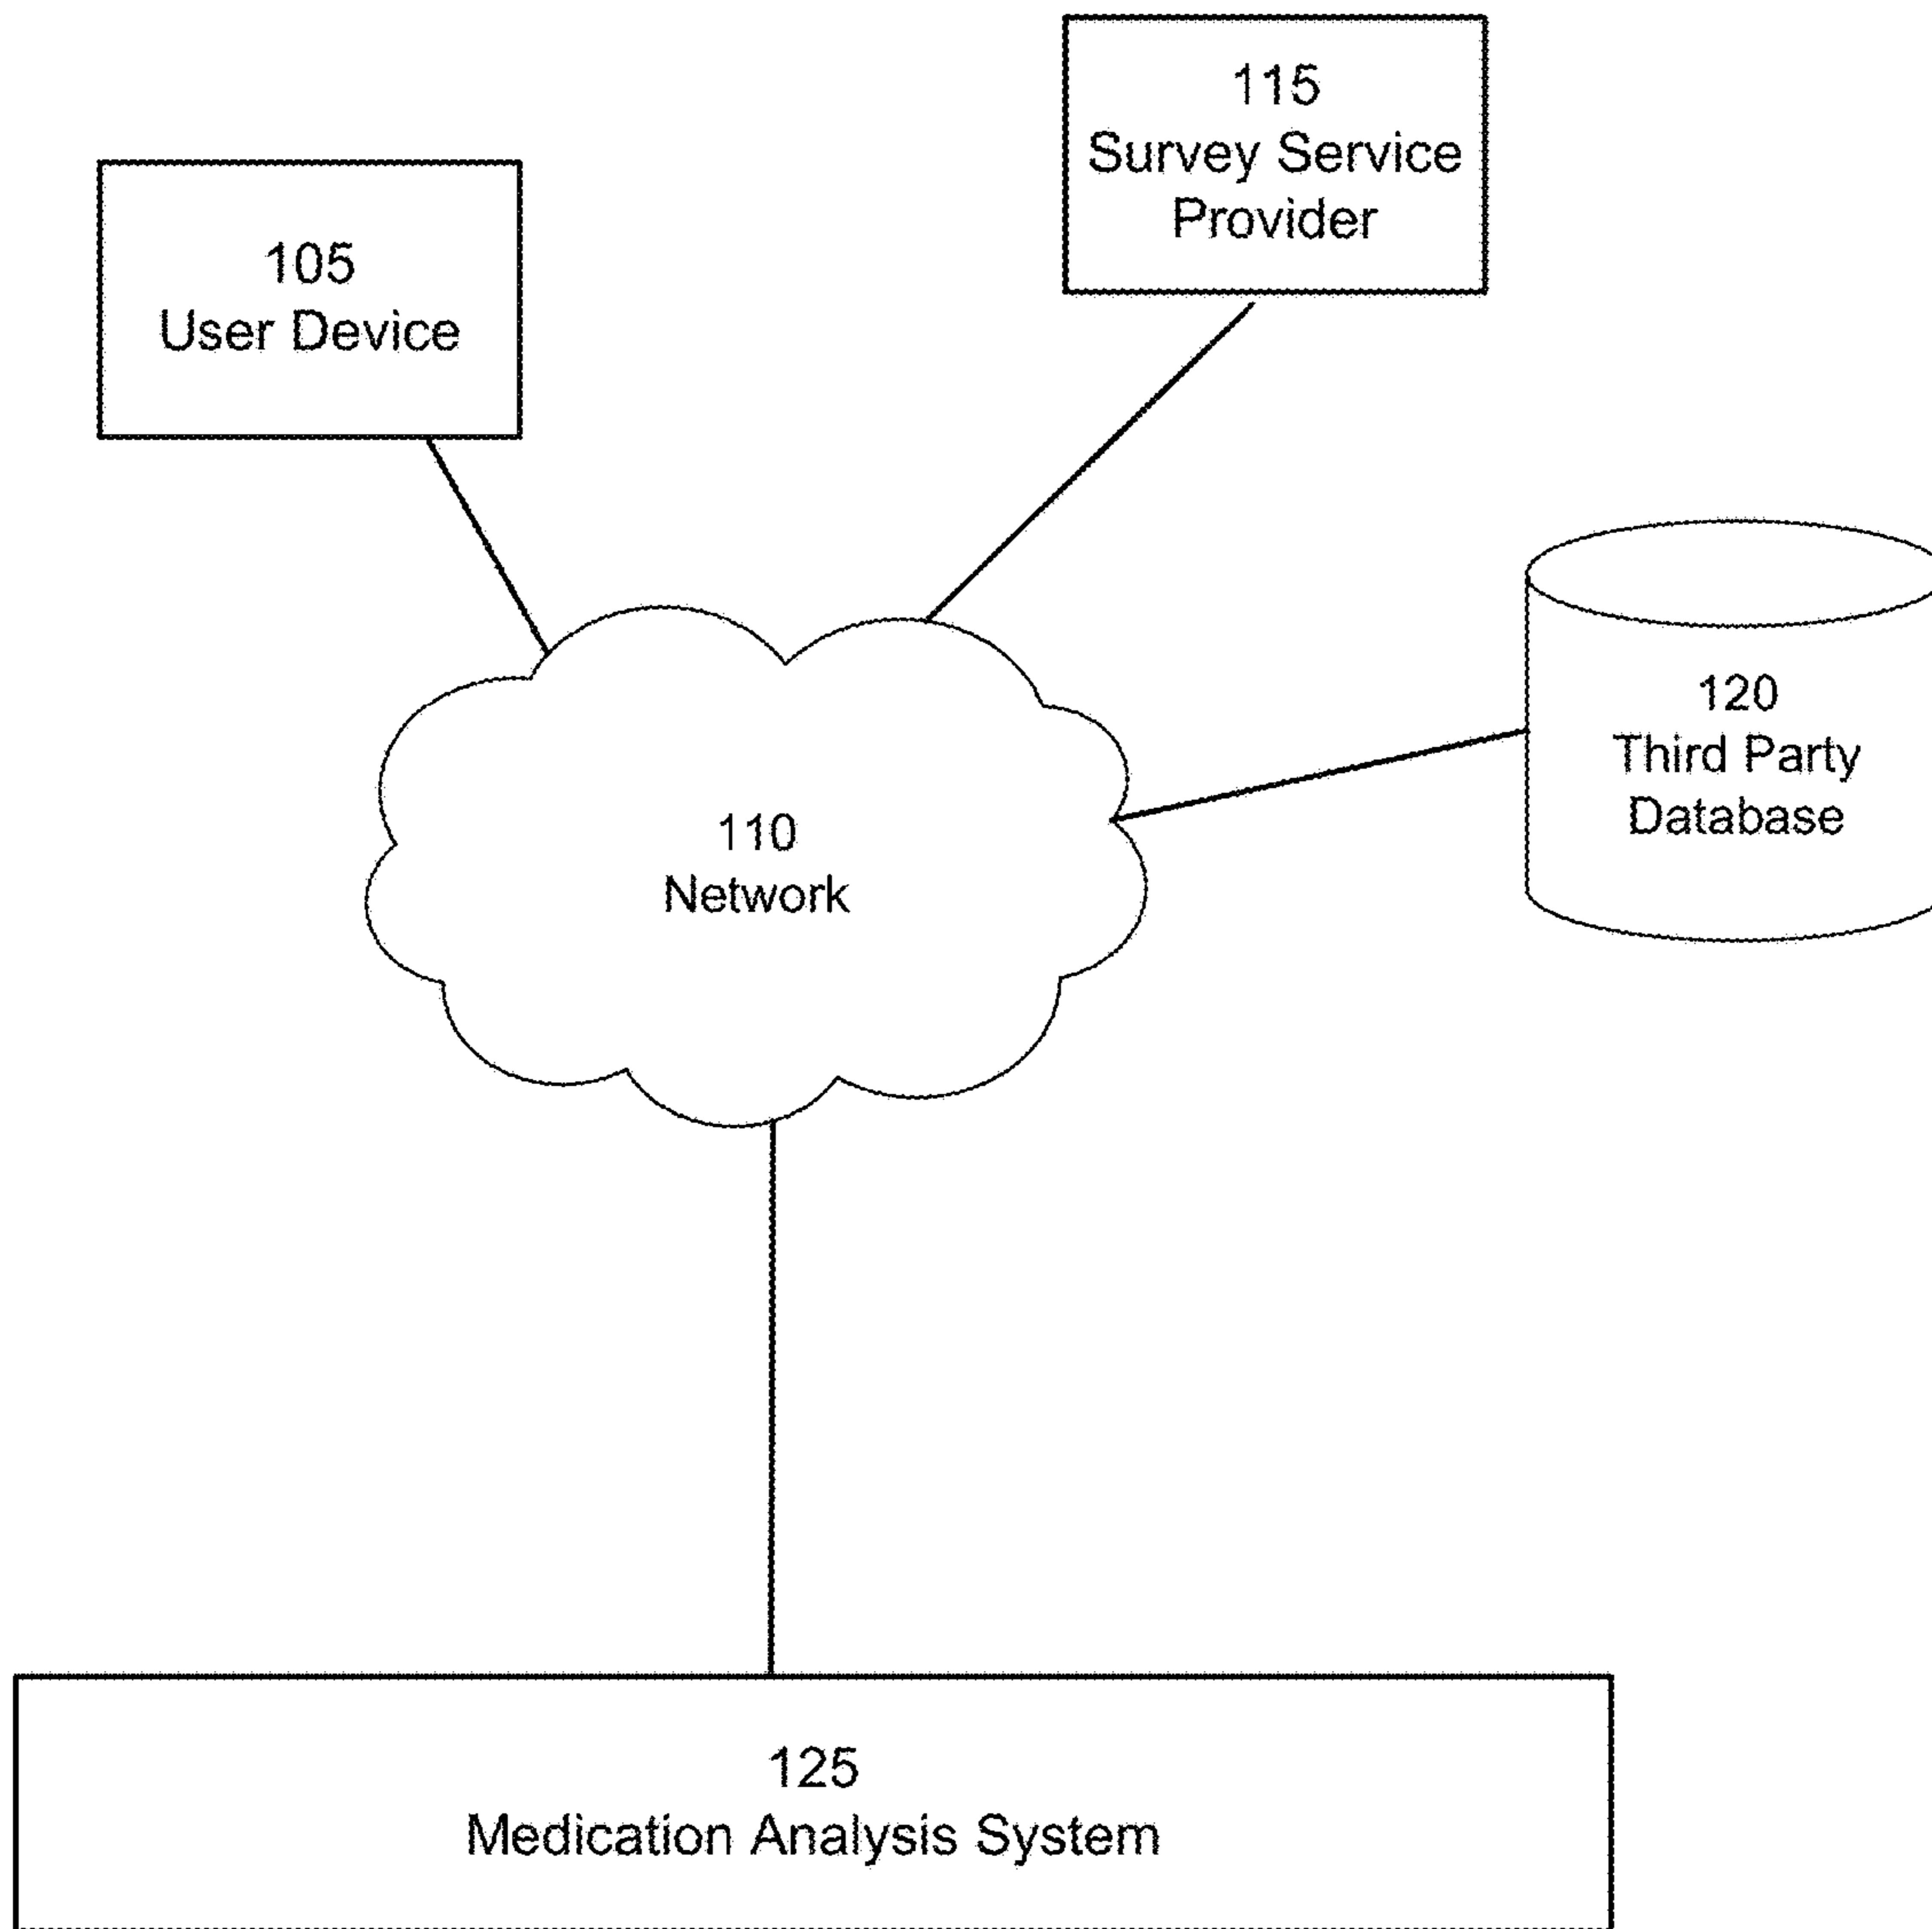 115
Survey Service
Provider
105
User Device
120
Third Party
Database
110
Network
125
Medication Analysis System